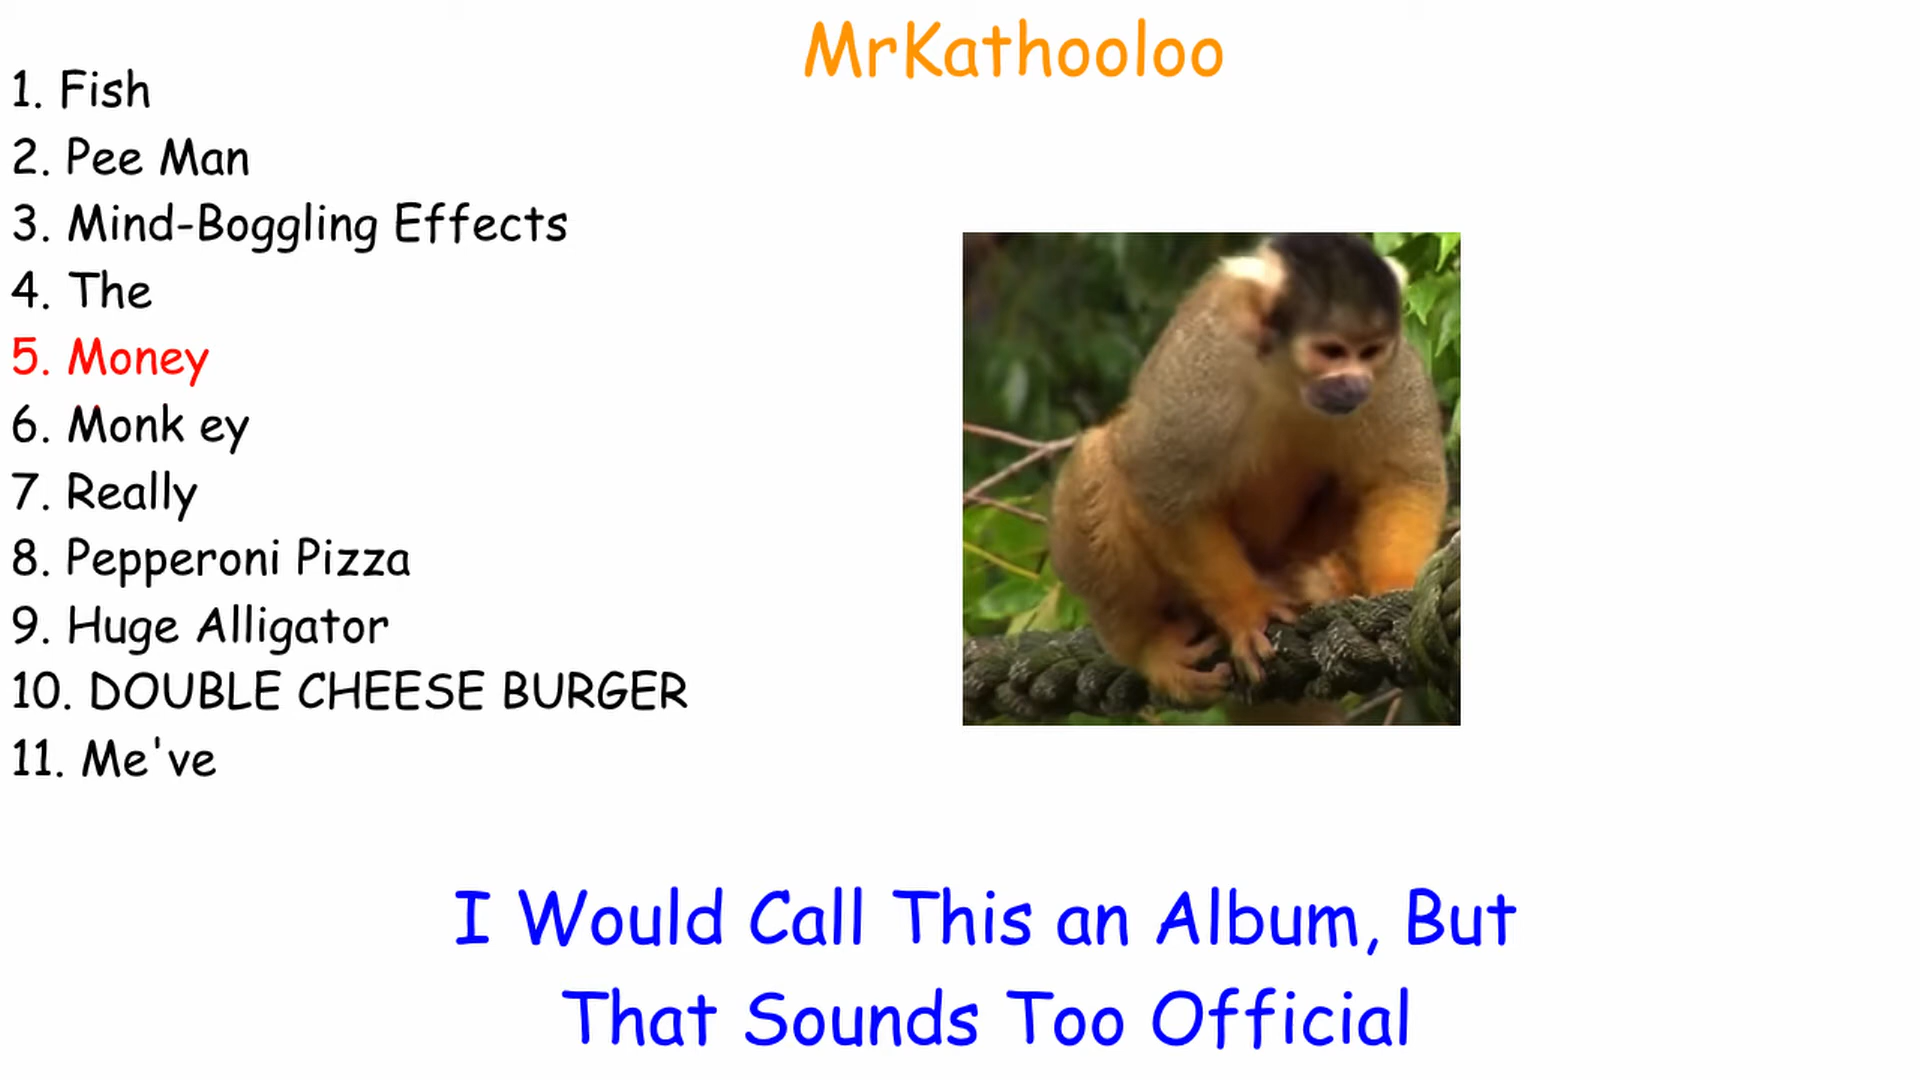 MrKathooloo
1. Fish
2. Pee Man
3. Mind-Boggling Effects
4. The
5. Money
6. Monk ey
7. Really
8. Pepperoni Pizza
9. Huge Alligator
10. DOUBLE CHEESE BURGER
11. Me've
I Would Call This an Album, But
That Sounds Too Official